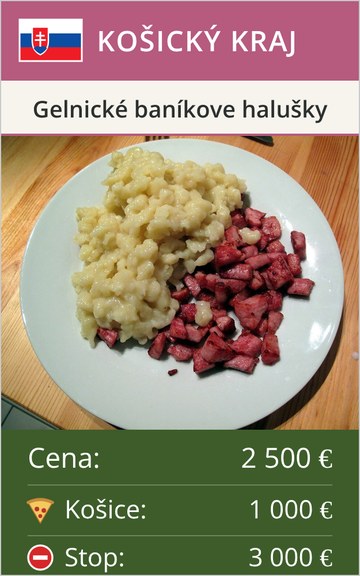 KOŠICKÝ KRAJ
Gelnické baníkove halušky
Cena: 2 500 €
Košice: 1 000 €
Stop: 3 000 €